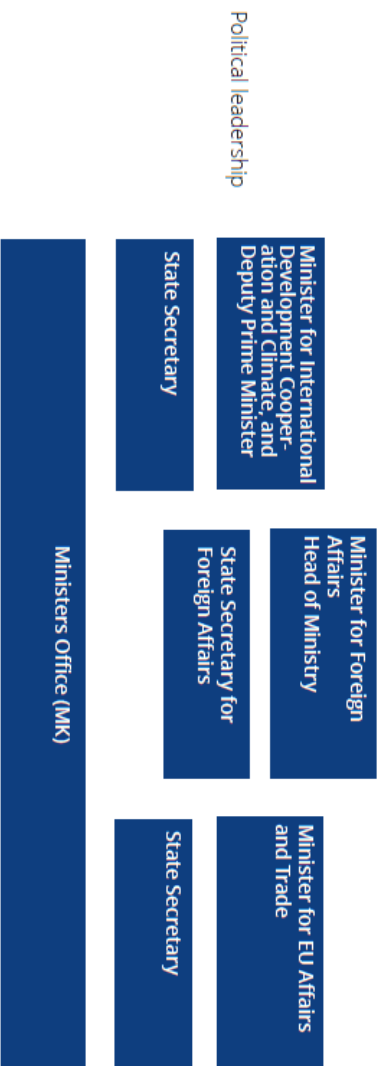 Political leadership
Minister for Foreign
Affairs
Head of Ministry
Minister for International
Development Cooper-
ation and Climate, and
Deputy Prime Minister
Minister for EU Affairs
and Trade
State Secretary for
Foreign Affairs
State Secretary
State Secretary
Ministers Office (MK)